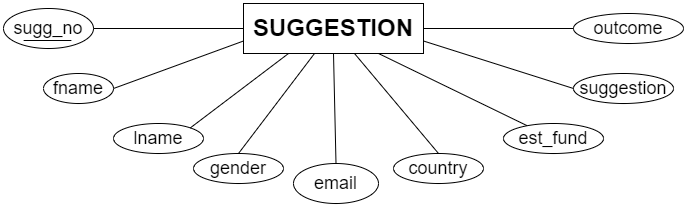 sugg_no
SUGGESTION
outcome
fname
suggestion
lname
est_fund
gender
country
email